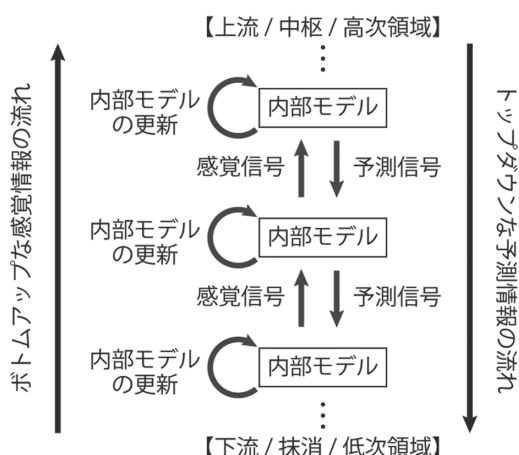 【上流 / 中枢 / 高次領域】
内部モデル
の更新
内部モデル
感覚信号
予測信号
内部モデル
の更新
内部モデル
感覚信号
予測信号
内部モデル
の更新
内部モデル
【下流 / 抹消 / 低次領域】
ボトムアップな感覚情報の流れ
トップダウンな予測情報の流れ